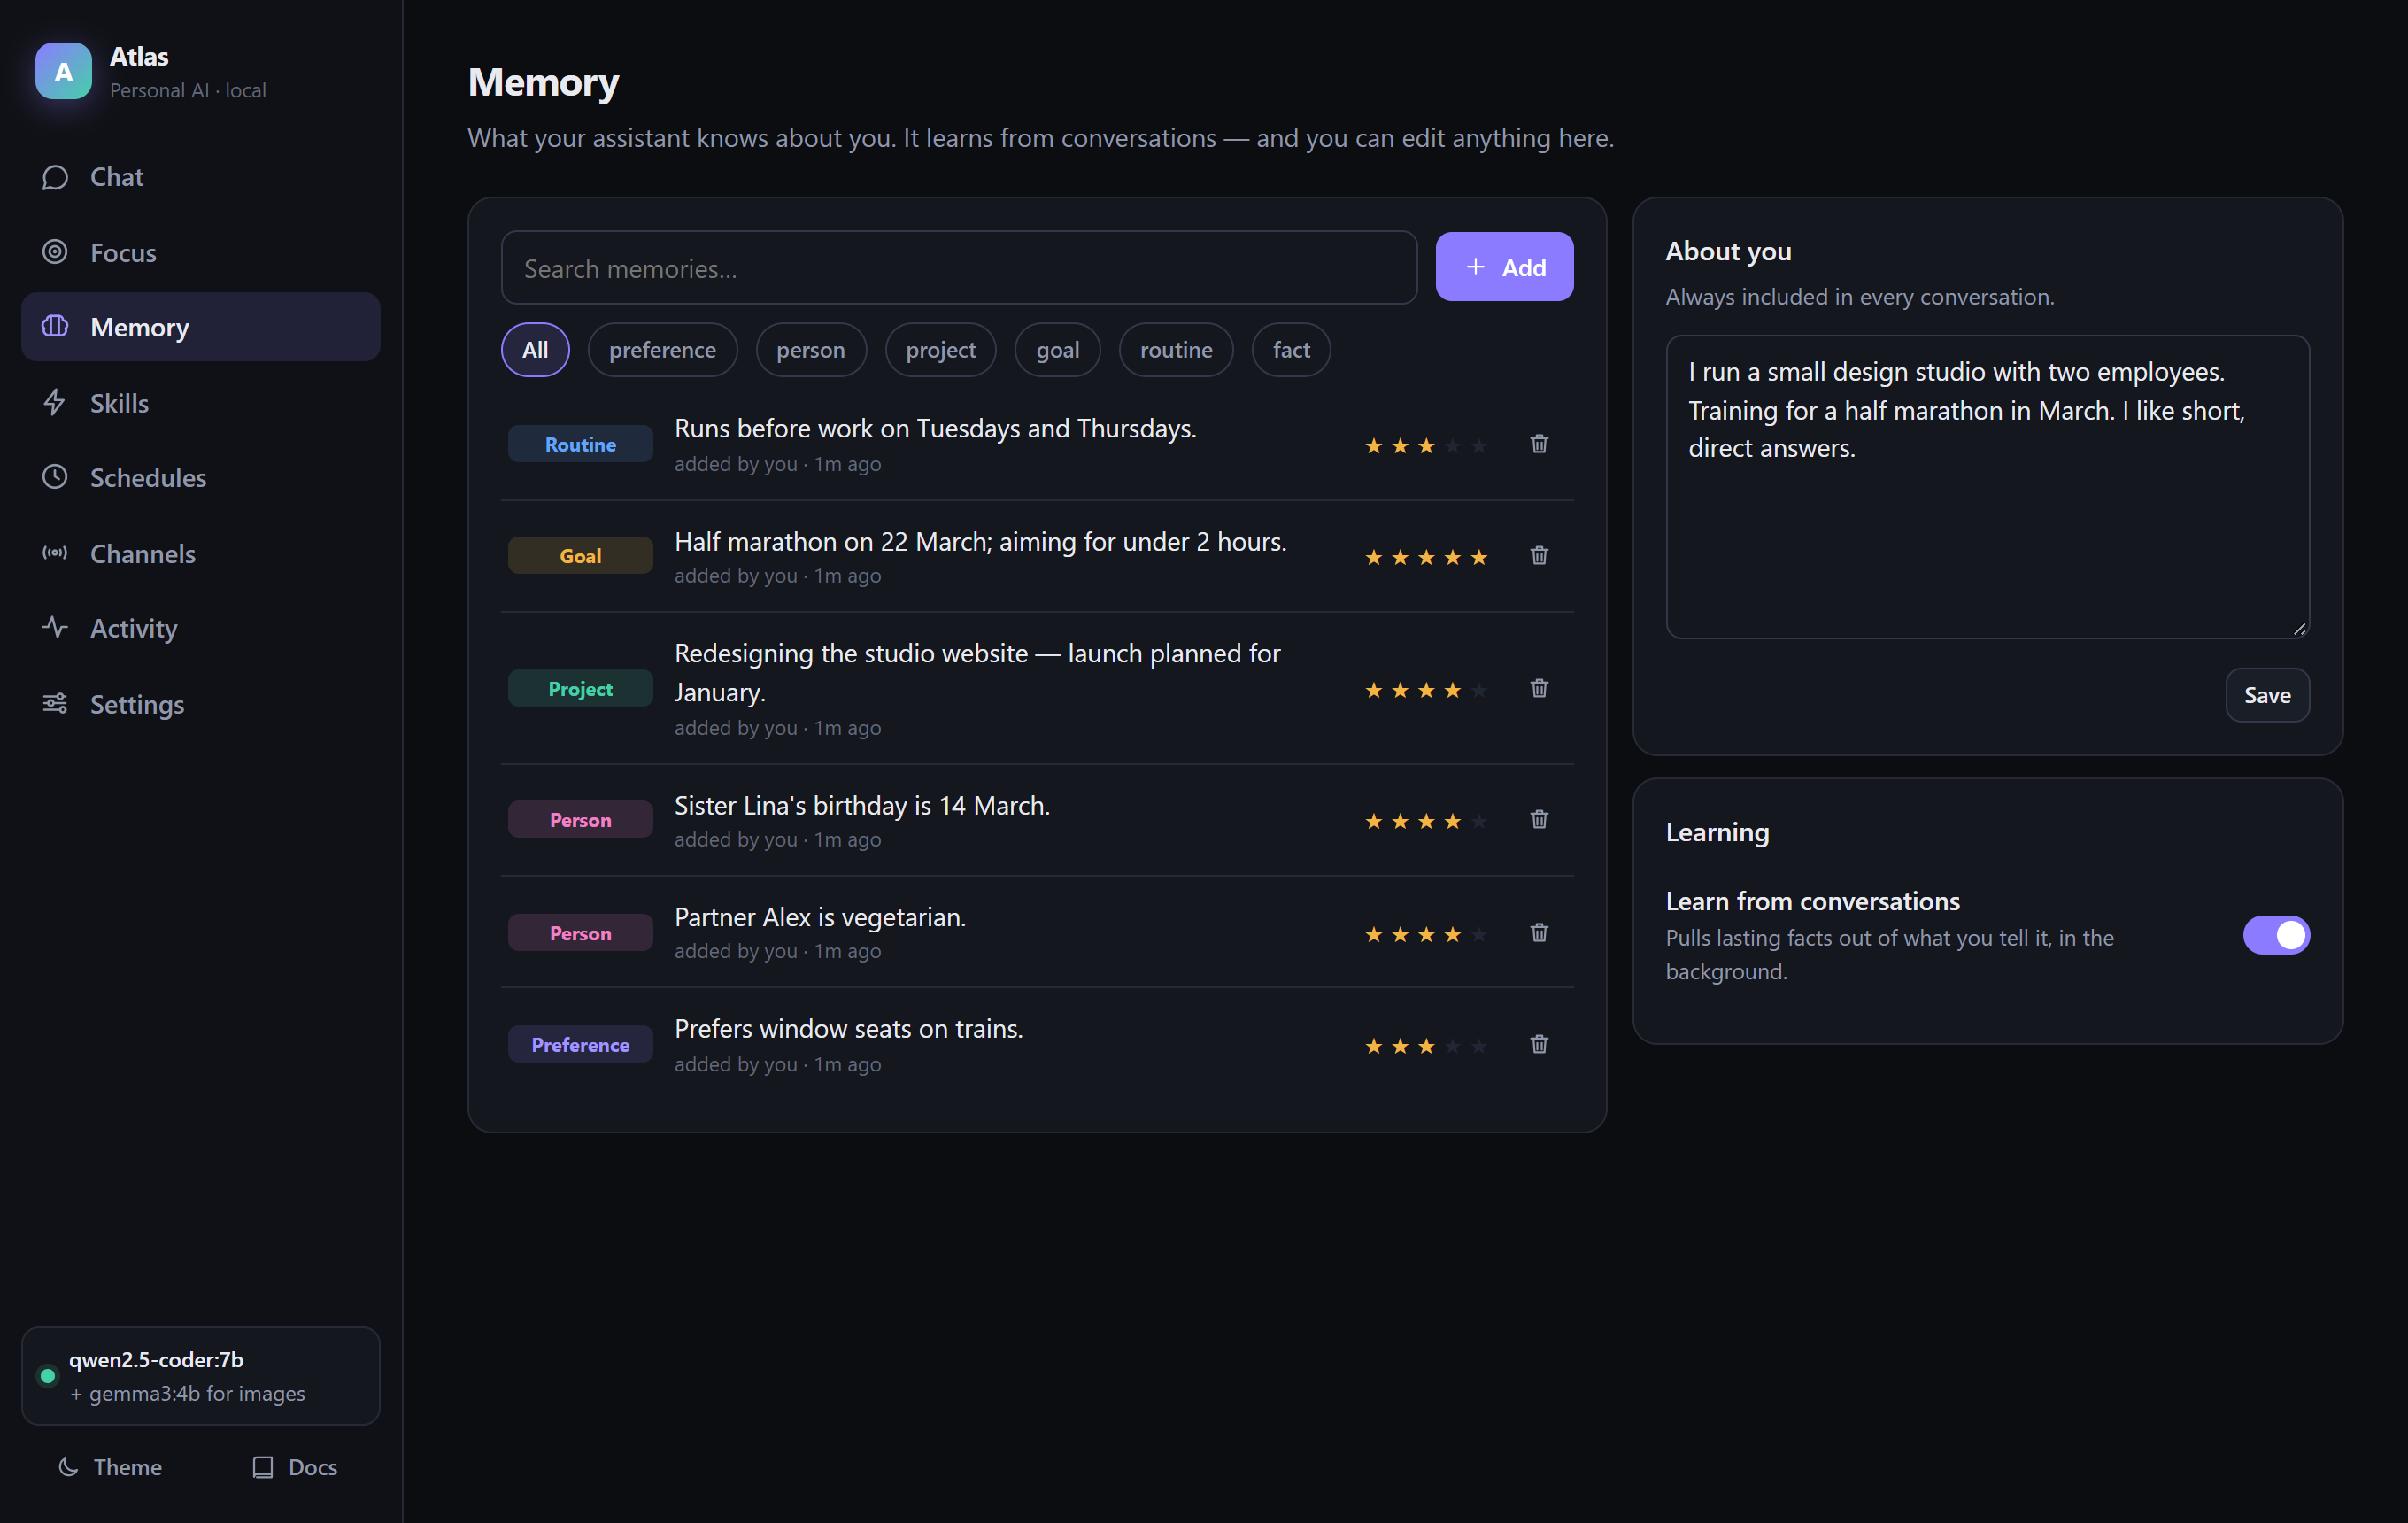 A
Atlas
Personal AI · local
Chat
Focus
Memory
Skills
Schedules
Channels
Activity
Settings
qwen2.5-coder:7b
+ gemma3:4b for images
Theme
Docs
Memory
What your assistant knows about you. It learns from conversations — and you can edit anything here.
Search memories...
+ Add
All
preference
person
project
goal
routine
fact
Routine
Runs before work on Tuesdays and Thursdays.
added by you · 1m ago
Goal
Half marathon on 22 March; aiming for under 2 hours.
added by you · 1m ago
Project
Redesigning the studio website — launch planned for
January.
added by you · 1m ago
Person
Sister Lina's birthday is 14 March.
added by you · 1m ago
Person
Partner Alex is vegetarian.
added by you · 1m ago
Preference
Prefers window seats on trains.
added by you · 1m ago
About you
Always included in every conversation.
I run a small design studio with two employees.
Training for a half marathon in March. I like short,
direct answers.
Save
Learning
Learn from conversations
Pulls lasting facts out of what you tell it, in the
background.